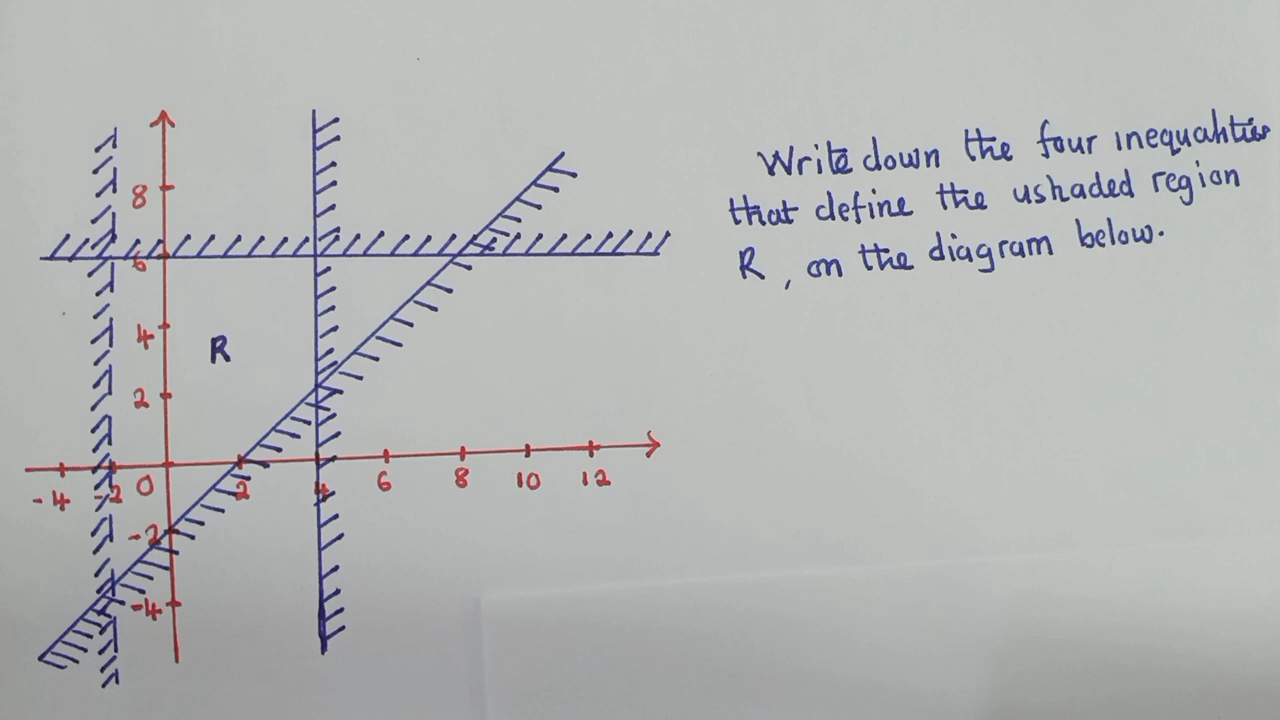 Write down the four inequalities
that define the ushaded region
R, on the diagram below.
8
6
4
R
2
-4 -2 0 2 4 6 8 10 12
-2
-4